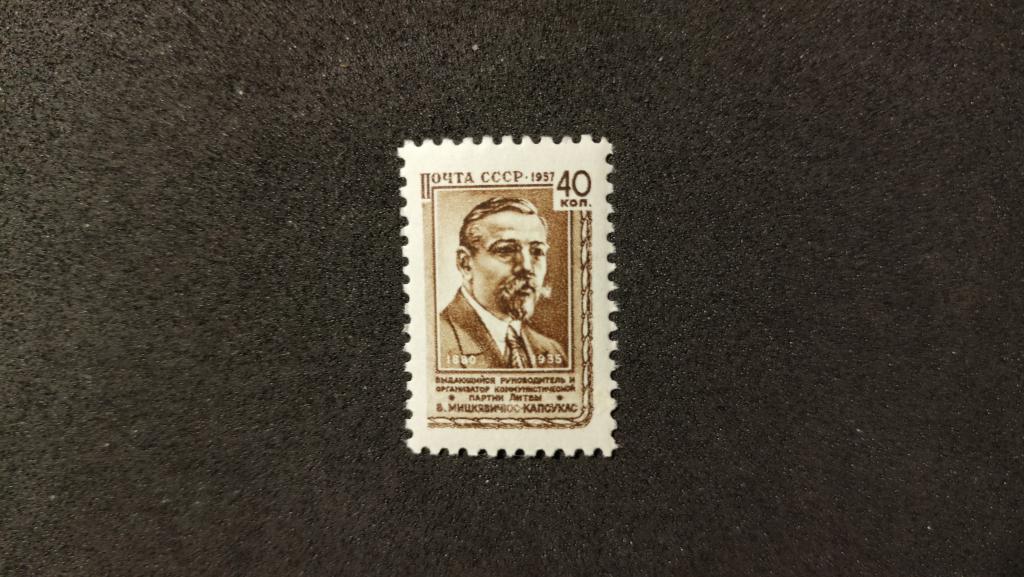 ПОЧТА СССР · 1957 40
КОП.
1880 1935
ВЫДАЮЩИЙСЯ РУКОВОДИТЕЛЬ И
ОРГАНИЗАТОР КОММУНИСТИЧЕСКОЙ
ПАРТИИ ЛИТВЫ
В. МИЦКЯВИЧЮС-КАПСУКАС